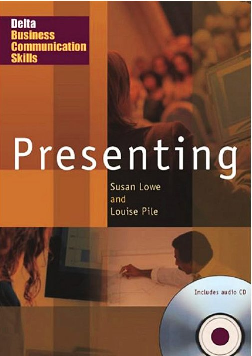 Delta
Business
Communication
Skills
Presenting
Susan Lowe
and
Louise Pile
Includes audio CD